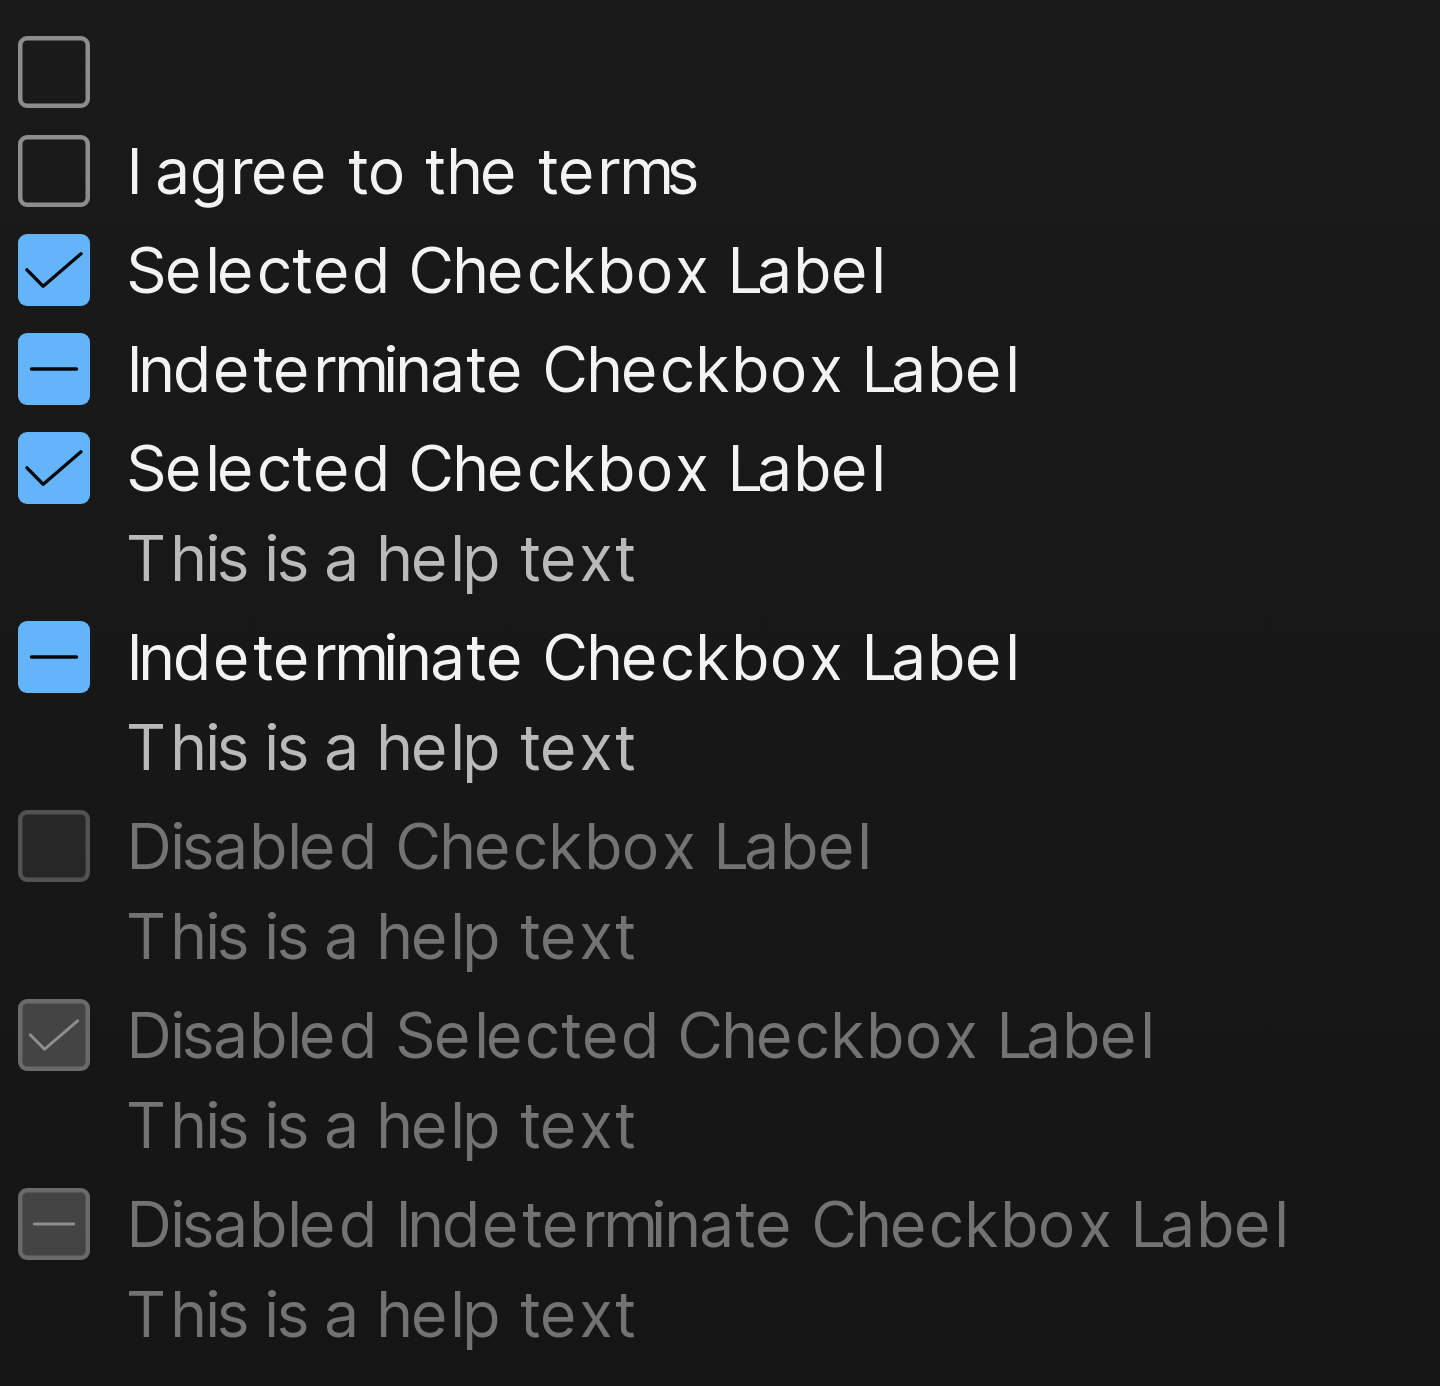 I agree to the terms
Selected Checkbox Label
Indeterminate Checkbox Label
Selected Checkbox Label
This is a help text
Indeterminate Checkbox Label
This is a help text
Disabled Checkbox Label
This is a help text
Disabled Selected Checkbox Label
This is a help text
Disabled Indeterminate Checkbox Label
This is a help text